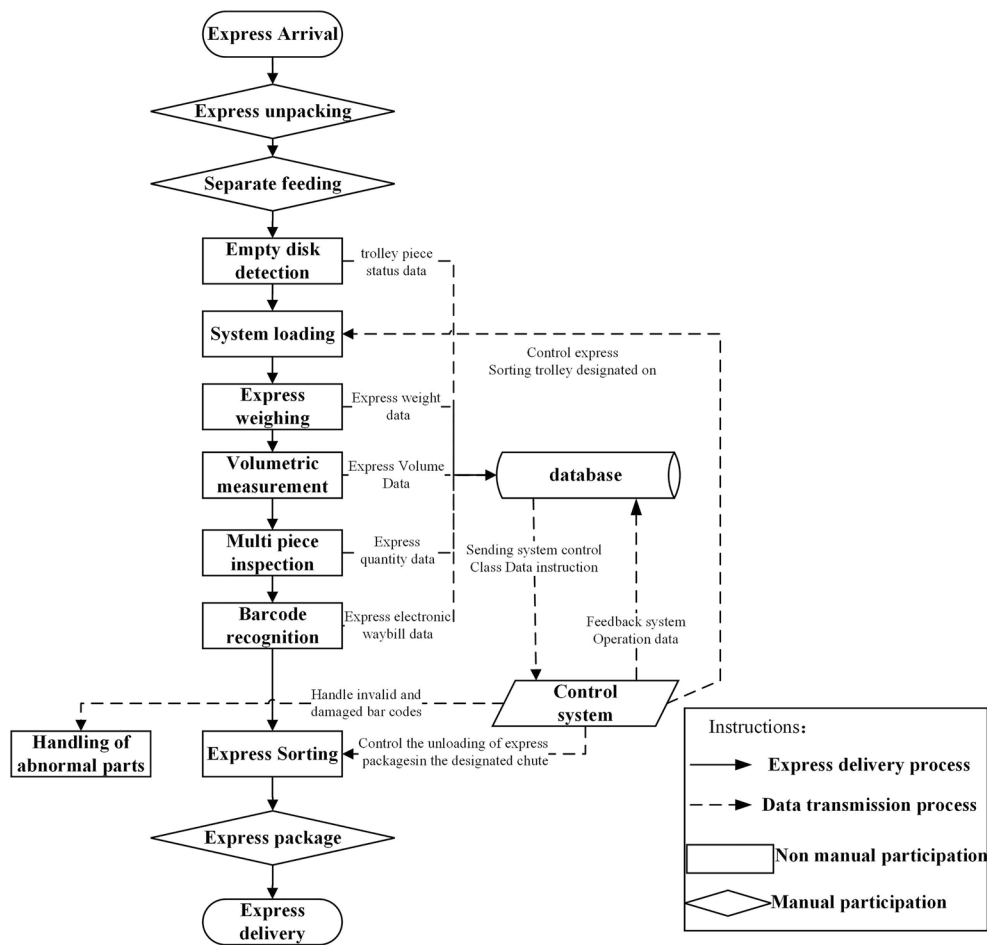 Express Arrival
Express unpacking
Separate feeding
Empty disk
detection
trolley piece
status data
System loading
Control express
Sorting trolley designated on
Express
weighing
Express weight
data
Volumetric
measurement
Express Volume
Data
database
Multi piece
inspection
Express
quantity data
Sending system control
Class Data instruction
Barcode
recognition
Express electronic
waybill data
Feedback system
Operation data
Handle invalid and
damaged bar codes
Control
system
Handling of
abnormal parts
Express Sorting
Control the unloading of express
packagesin the designated chute
Express package
Express
delivery
Instructions：
Express delivery process
Data transmission process
Non manual participation
Manual participation